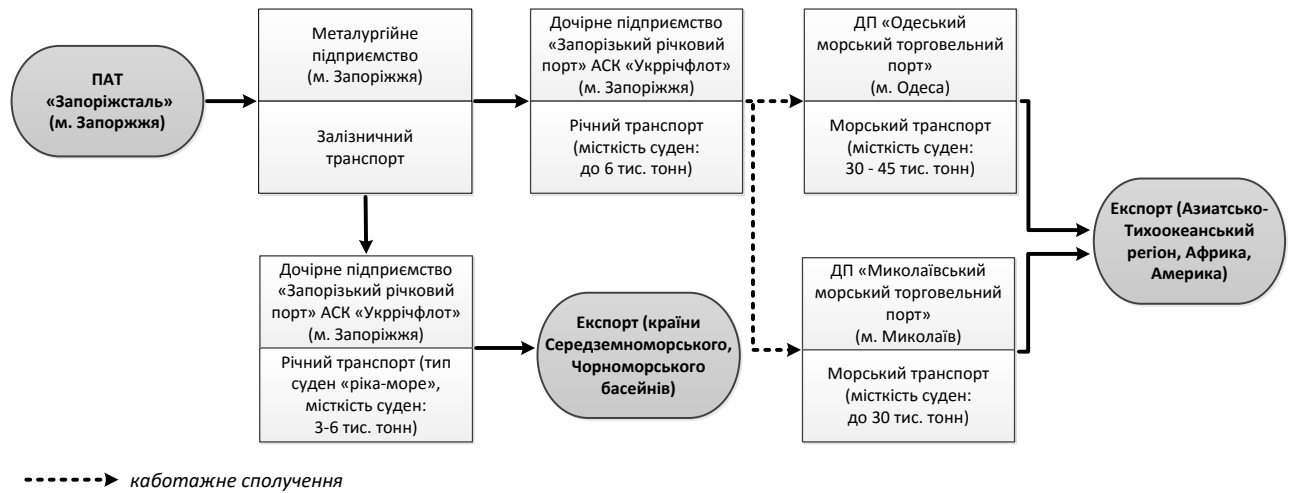 ПАТ
«Запоріжсталь»
(м. Запоржжя)
Металургійне
підприємство
(м. Запоріжжя)
Залізничний
транспорт
Дочірнє підприємство
«Запорізький річковий
порт» АСК «Укррічфлот»
(м. Запоріжжя)
Річний транспорт
(місткість суден:
до 6 тис. тонн)
ДП «Одеський
морський торговельний
порт»
(м. Одеса)
Морський транспорт
(місткість суден:
30 - 45 тис. тонн)
Експорт (Азиатсько-
Тихоокеанський
регіон, Африка,
Америка)
Дочірнє підприємство
«Запорізький річковий
порт» АСК «Укррічфлот»
(м. Запоріжжя)
Річний транспорт (тип
суден «ріка-море»,
місткість суден:
3-6 тис. тонн)
Експорт (країни
Середземноморського,
Чорноморського
басейнів)
ДП «Миколаївський
морський торговельний
порт»
(м. Миколаїв)
Морський транспорт
(місткість суден:
до 30 тис. тонн)
каботажне сполучення